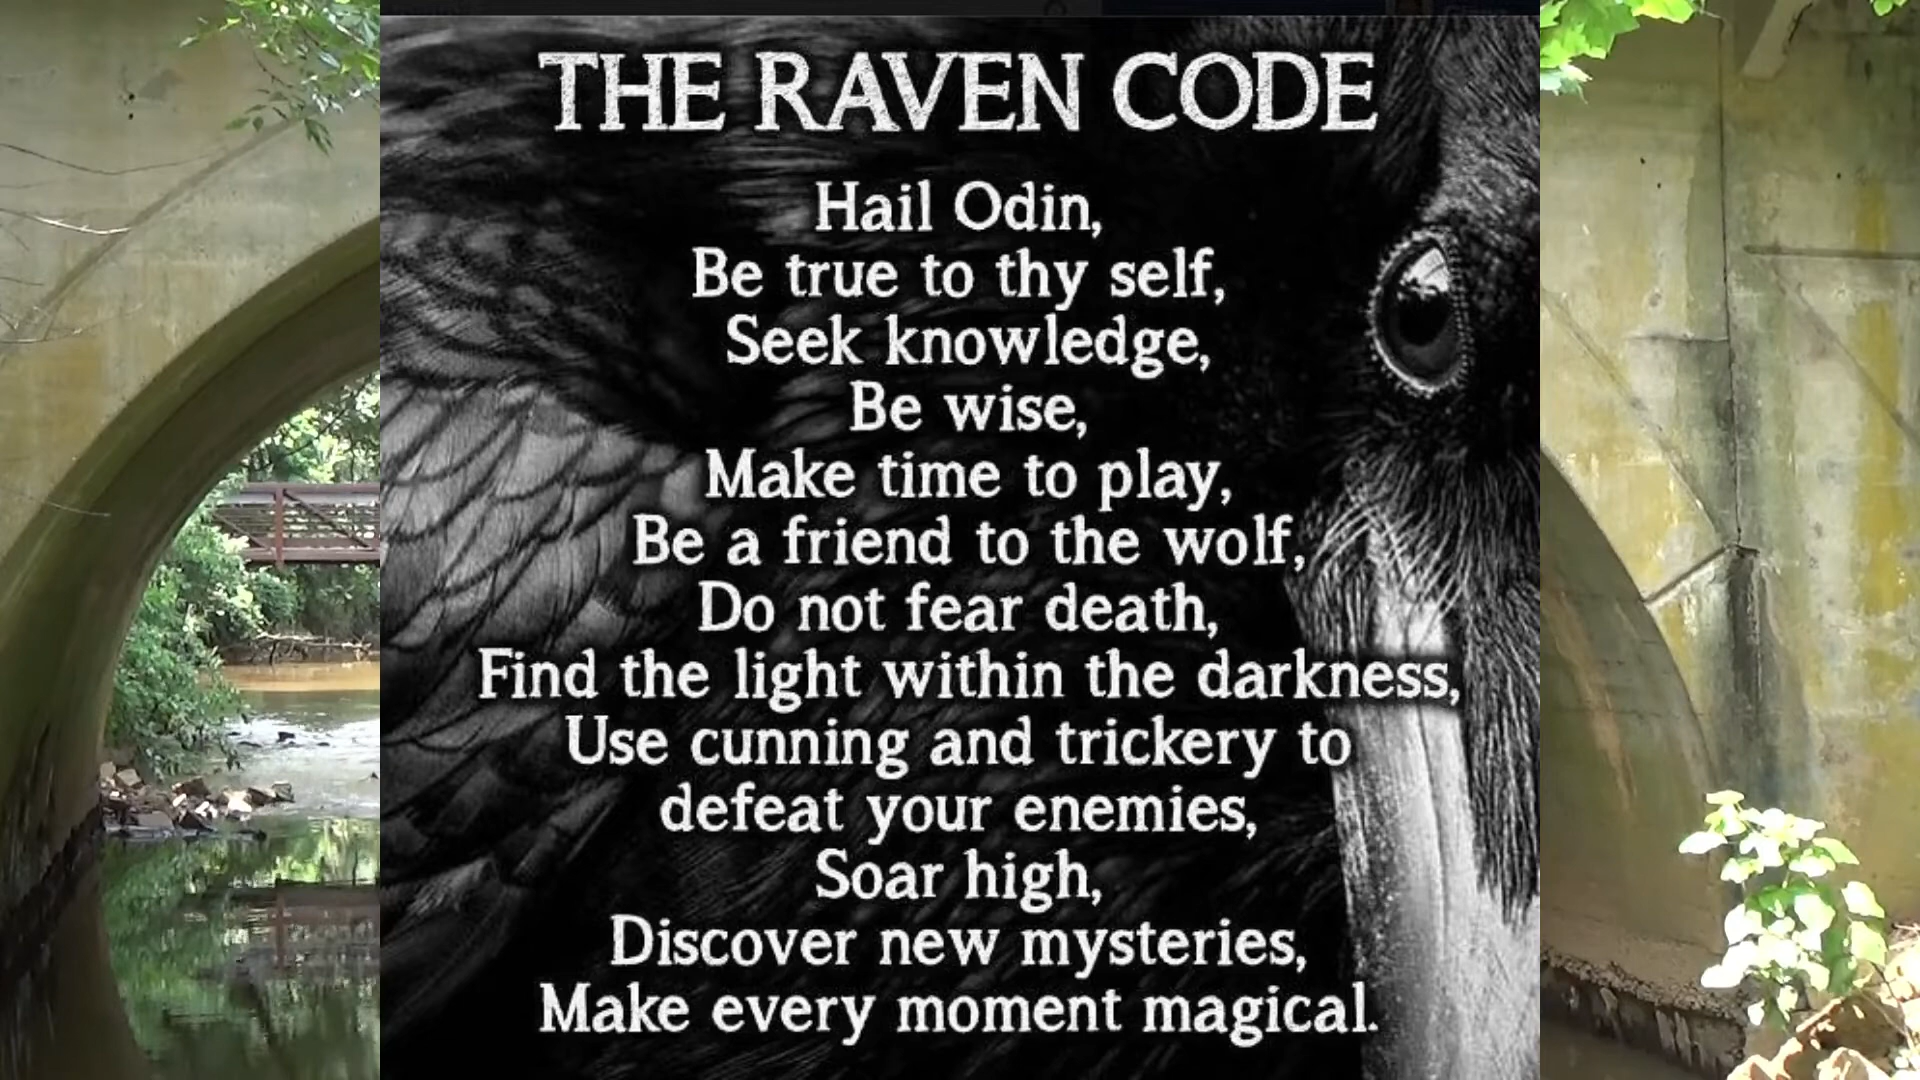 THE RAVEN CODE
Hail Odin,
Be true to thy self,
Seek knowledge,
Be wise,
Make time to play,
Be a friend to the wolf,
Do not fear death,
Find the light within the darkness,
Use cunning and trickery to
defeat your enemies,
Soar high,
Discover new mysteries,
Make every moment magical.